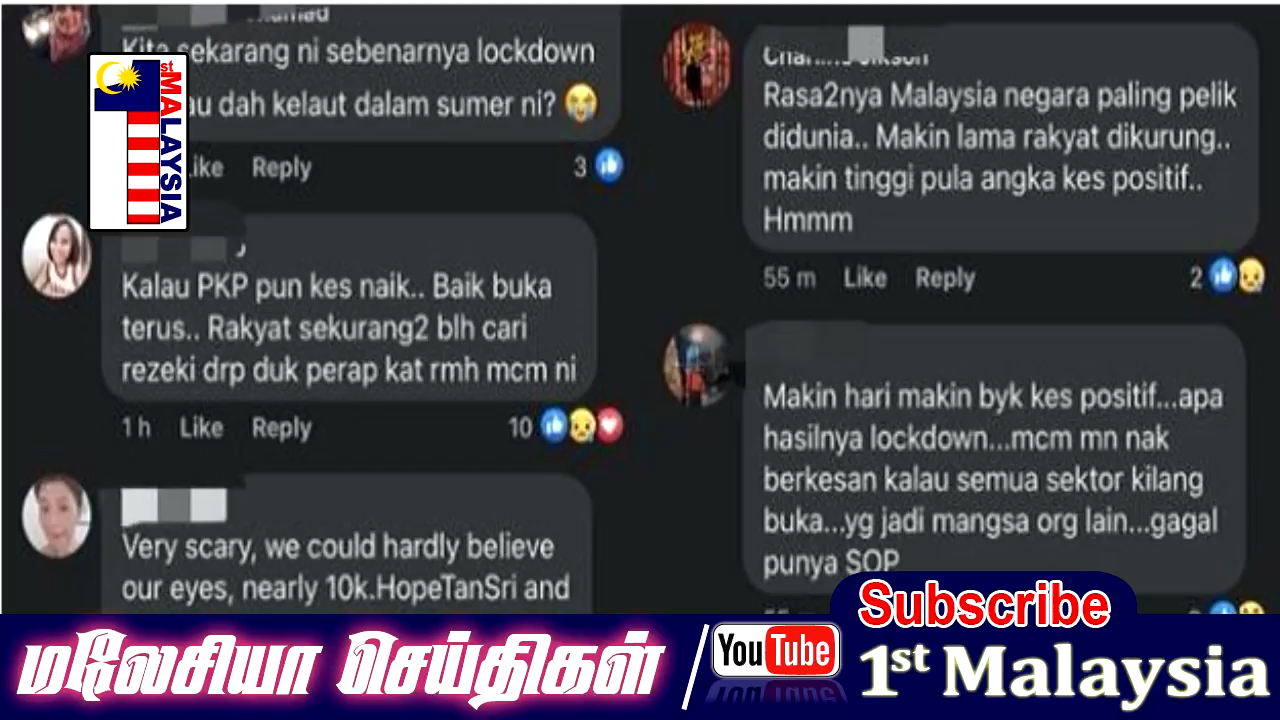 Kita sekarang ni sebenarnya lockdown
dah kelaut dalam sumer ni? 😭
Like Reply 3
Kalau PKP pun kes naik.. Baik buka
terus.. Rakyat sekurang2 blh cari
rezeki drp duk perap kat rmh mcm ni
1 h Like Reply 10
Very scary, we could hardly believe
our eyes, nearly 10k.HopeTanSri and
Rasa2nya Malaysia negara paling pelik
didunia.. Makin lama rakyat dikurung..
makin tinggi pula angka kes positif..
Hmmm
55 m Like Reply 2
Makin hari makin byk kes positif...apa
hasilnya lockdown...mcm mn nak
berkesan kalau semua sektor kilang
buka...yg jadi mangsa org lain...gagal
punya SOP
1st MALAYSIA
மலேசியா செய்திகள்
YouTube
Subscribe
1st Malaysia